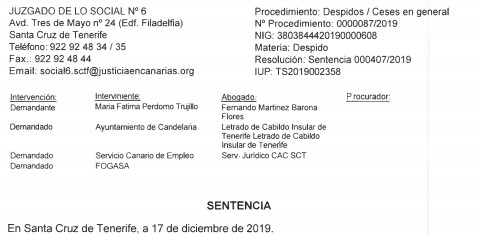 JUZGADO DE LO SOCIAL Nº 6
Avd. Tres de Mayo nº 24 (Edf. Filadelfia)
Santa Cruz de Tenerife
Teléfono: 922 92 48 34 / 35
Fax.: 922 92 48 44
Email: social6.sctf@justiciaencanarias.org
Procedimiento: Despidos / Ceses en general
Nº Procedimiento: 0000087/2019
NIG: 3803844420190000608
Materia: Despido
Resolución: Sentencia 000407/2019
IUP: TS2019002358
Intervención: Interviniente: Abogado: Procurador:
Demandante Maria Fatima Perdomo Trujillo Fernando Martinez Barona
Flores
Demandado Ayuntamiento de Candelaria Letrado de Cabildo Insular de
Tenerife Letrado de Cabildo
Insular de Tenerife
Demandado Servicio Canario de Empleo Serv. Jurídico CAC SCT
Demandado FOGASA
SENTENCIA
En Santa Cruz de Tenerife, a 17 de diciembre de 2019.